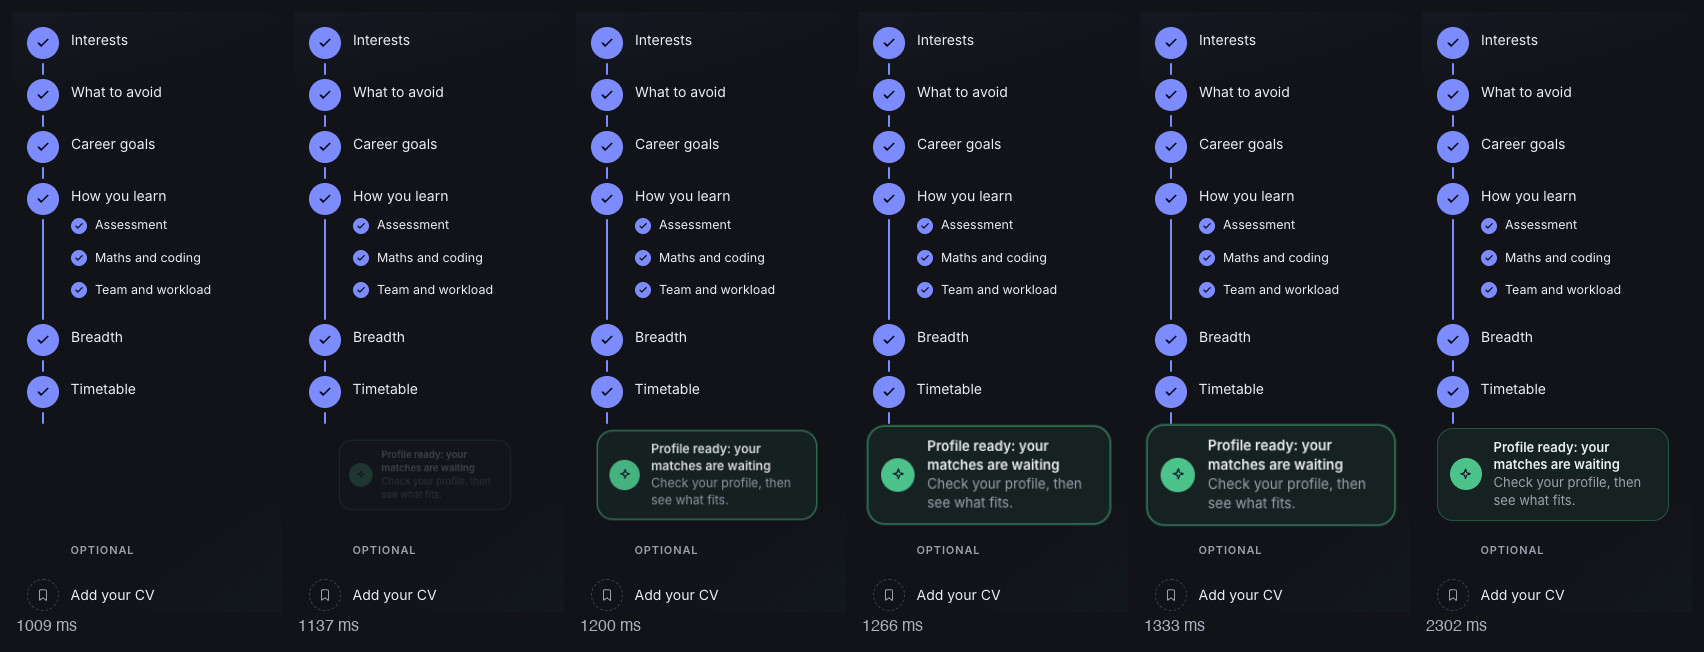 Interests
What to avoid
Career goals
How you learn
Assessment
Maths and coding
Team and workload
Breadth
Timetable
OPTIONAL
Add your CV
1009 ms
Interests
What to avoid
Career goals
How you learn
Assessment
Maths and coding
Team and workload
Breadth
Timetable
Profile ready: your
matches are waiting
Check your profile, then
see what fits.
OPTIONAL
Add your CV
1137 ms
Interests
What to avoid
Career goals
How you learn
Assessment
Maths and coding
Team and workload
Breadth
Timetable
Profile ready: your
matches are waiting
Check your profile, then
see what fits.
OPTIONAL
Add your CV
1200 ms
Interests
What to avoid
Career goals
How you learn
Assessment
Maths and coding
Team and workload
Breadth
Timetable
Profile ready: your
matches are waiting
Check your profile, then
see what fits.
OPTIONAL
Add your CV
1266 ms
Interests
What to avoid
Career goals
How you learn
Assessment
Maths and coding
Team and workload
Breadth
Timetable
Profile ready: your
matches are waiting
Check your profile, then
see what fits.
OPTIONAL
Add your CV
1333 ms
Interests
What to avoid
Career goals
How you learn
Assessment
Maths and coding
Team and workload
Breadth
Timetable
Profile ready: your
matches are waiting
Check your profile, then
see what fits.
OPTIONAL
Add your CV
2302 ms